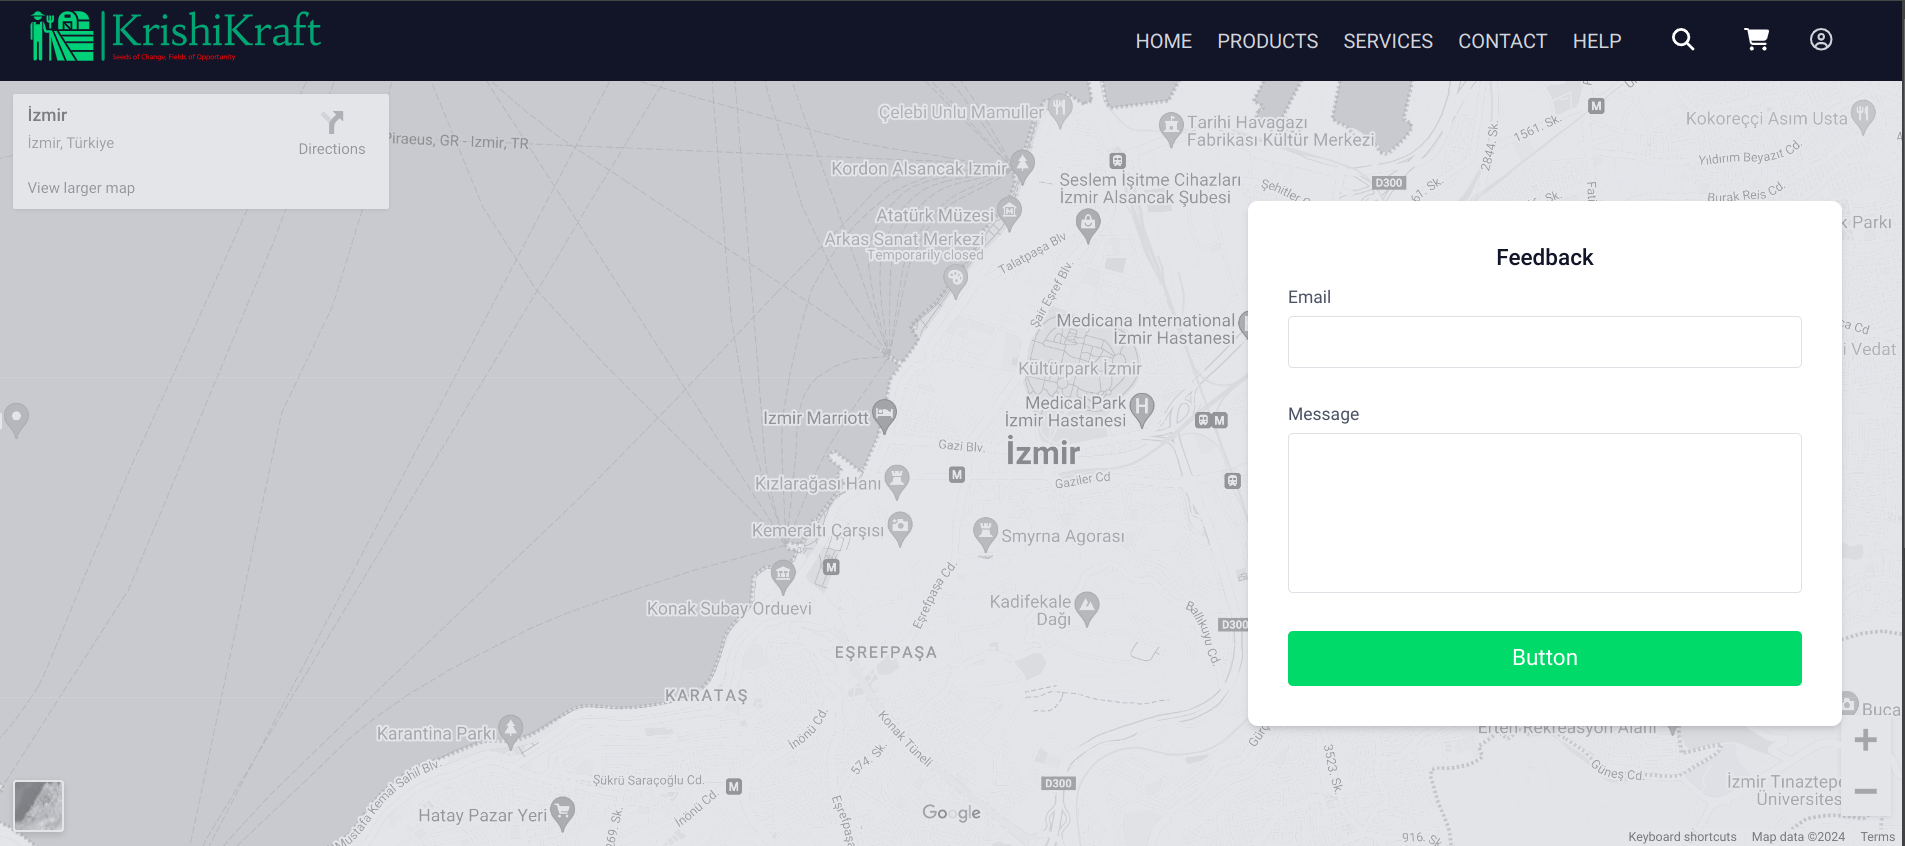 KrishiKraft
Seeds of Change, Fields of Opportunity
HOME PRODUCTS SERVICES CONTACT HELP
İzmir
İzmir, Türkiye
Directions
View larger map
Piraeus, GR - Izmir, TR
Çelebi Unlu Mamuller
Tarihi Havagazı
Fabrikası Kültür Merkezi
M
1561. Sk.
2844. Sk.
Kokoreççi Asım Usta
Yıldırım Beyazıt Cd.
Kordon Alsancak Izmir
Seslem İşitme Cihazları
İzmir Alsancak Şubesi
Şehitler
D300
Burak Reis Cd.
Parkı
Atatürk Müzesi
Arkas Sanat Merkezi
Temporarily closed
Talatpaşa Blv
Şair Eşref Blv.
Medicana International
İzmir Hastanesi
Kültürpark İzmir
Medical Park
İzmir Hastanesi
H
M
Izmir Marriott
Gazi Blv.
İzmir
Gaziler Cd
M
Kızlarağası Hanı
Kemeraltı Çarşısı
Smyrna Agorası
M
Konak Subay Orduevi
Kadifekale
Dağı
Eşrefpaşa Cd.
Ballıkuyu Cd.
D300
EŞREFPAŞA
KARATAŞ
Karantina Parkı
İnönü Cd.
Konak Tüneli
574. Sk.
Mustafa Kemal Sahil Blv.
Şükrü Saraçoğlu Cd.
M
İnönü Cd.
Hatay Pazar Yeri
Google
D300
3523. Sk.
916. Sk.
Feedback
Email
Message
Button
Vedat
Buca
Erten Rekreasyon Alanı
Güneş Cd.
İzmir Tınaztepe
Üniversites
Keyboard shortcuts Map data ©2024 Terms